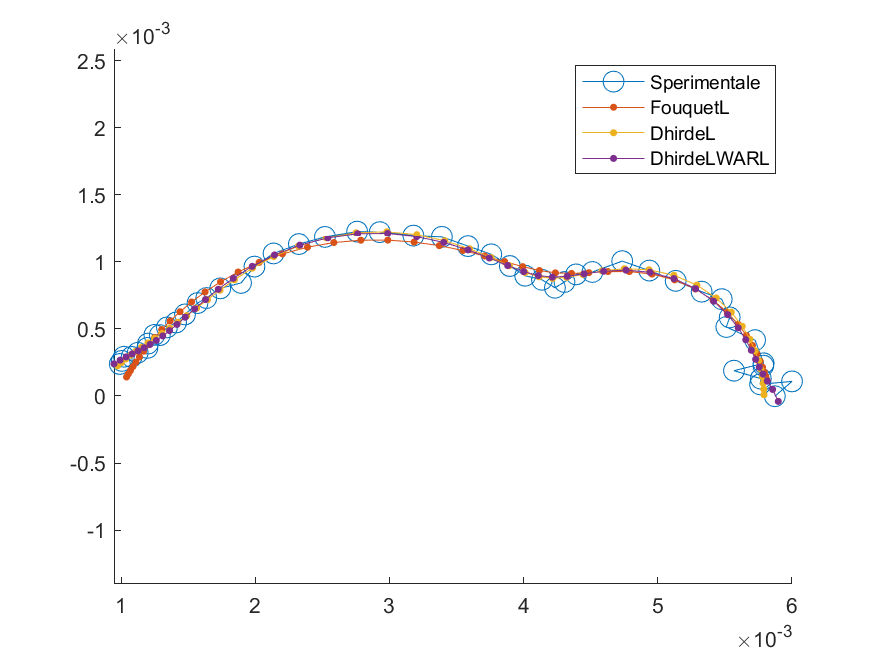 ×10⁻³
2.5
2
1.5
1
0.5
0
-0.5
-1
Sperimentale
FouquetL
DhirdeL
DhirdeLWARL
1 2 3 4 5 6
×10⁻³